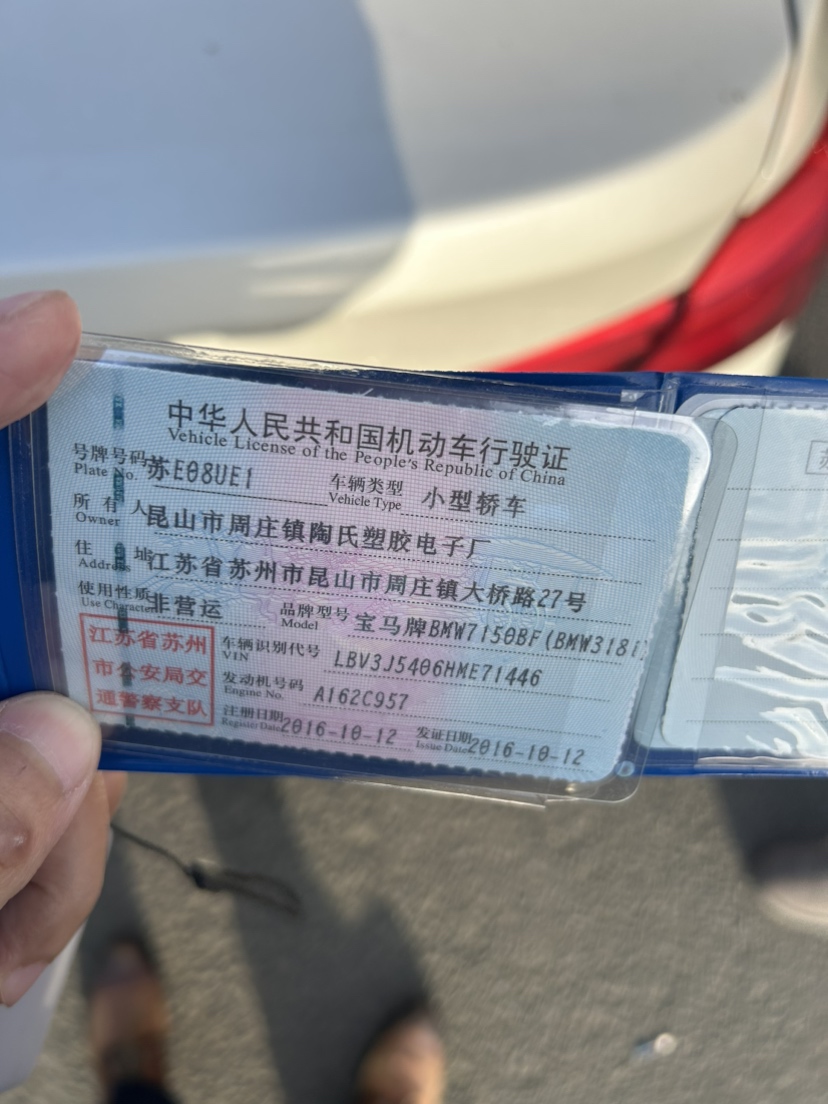 中华人民共和国机动车行驶证
Vehicle License of the People's Republic of China
号牌号码 苏E08UE1 车辆类型 小型轿车
Plate No. Vehicle Type
所有人 昆山市周庄镇陶氏塑胶电子厂
Owner
住址 江苏省苏州市昆山市周庄镇大桥路27号
Address
使用性质 非营运 品牌型号 宝马牌BMW7150BF(BMW318i)
Use Character Model
江苏省苏州
市公安局交
通警察支队
车辆识别代号 LBV3J5406HME71446
VIN
发动机号码 A162C957
Engine No.
注册日期 2016-10-12 发证日期 2016-10-12
Register Date Issue Date